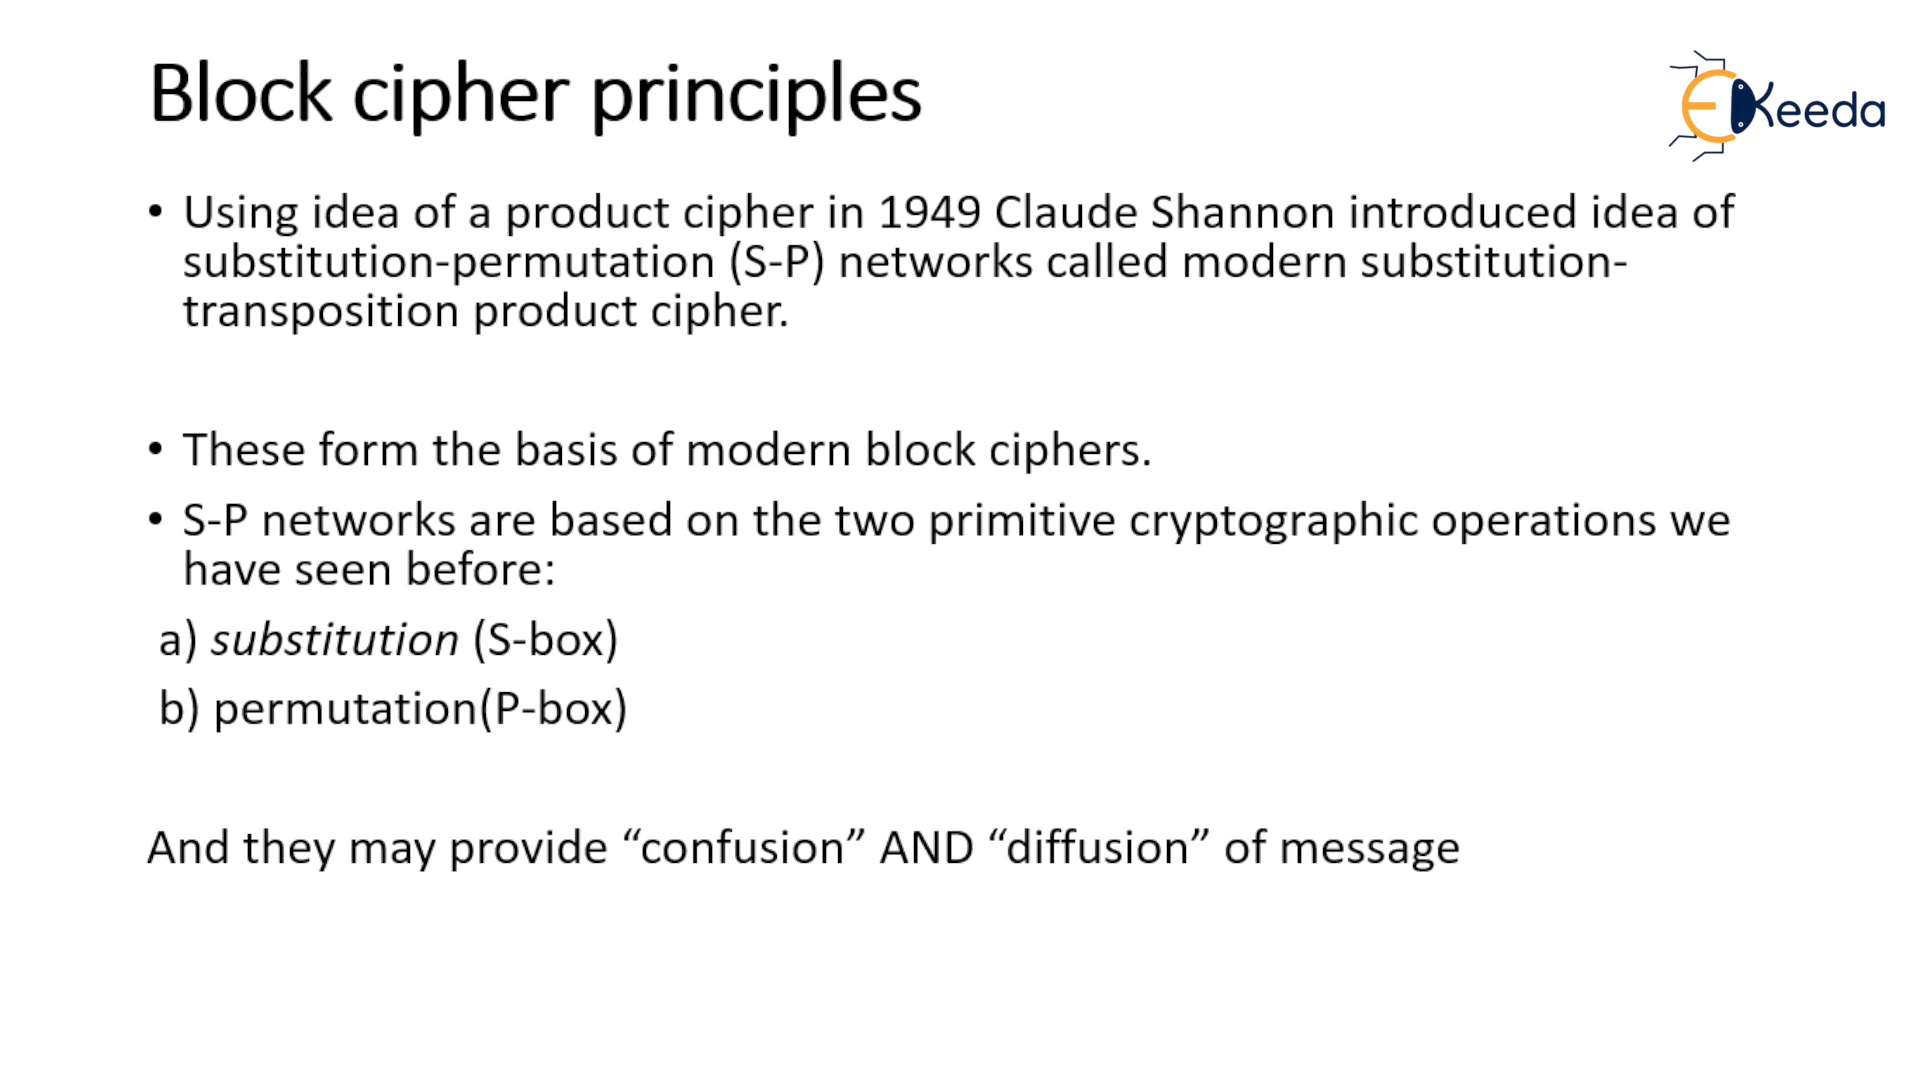 Block cipher principles
EKeeda
• Using idea of a product cipher in 1949 Claude Shannon introduced idea of
substitution-permutation (S-P) networks called modern substitution-
transposition product cipher.
• These form the basis of modern block ciphers.
• S-P networks are based on the two primitive cryptographic operations we
have seen before:
a) substitution (S-box)
b) permutation(P-box)
And they may provide “confusion” AND “diffusion” of message